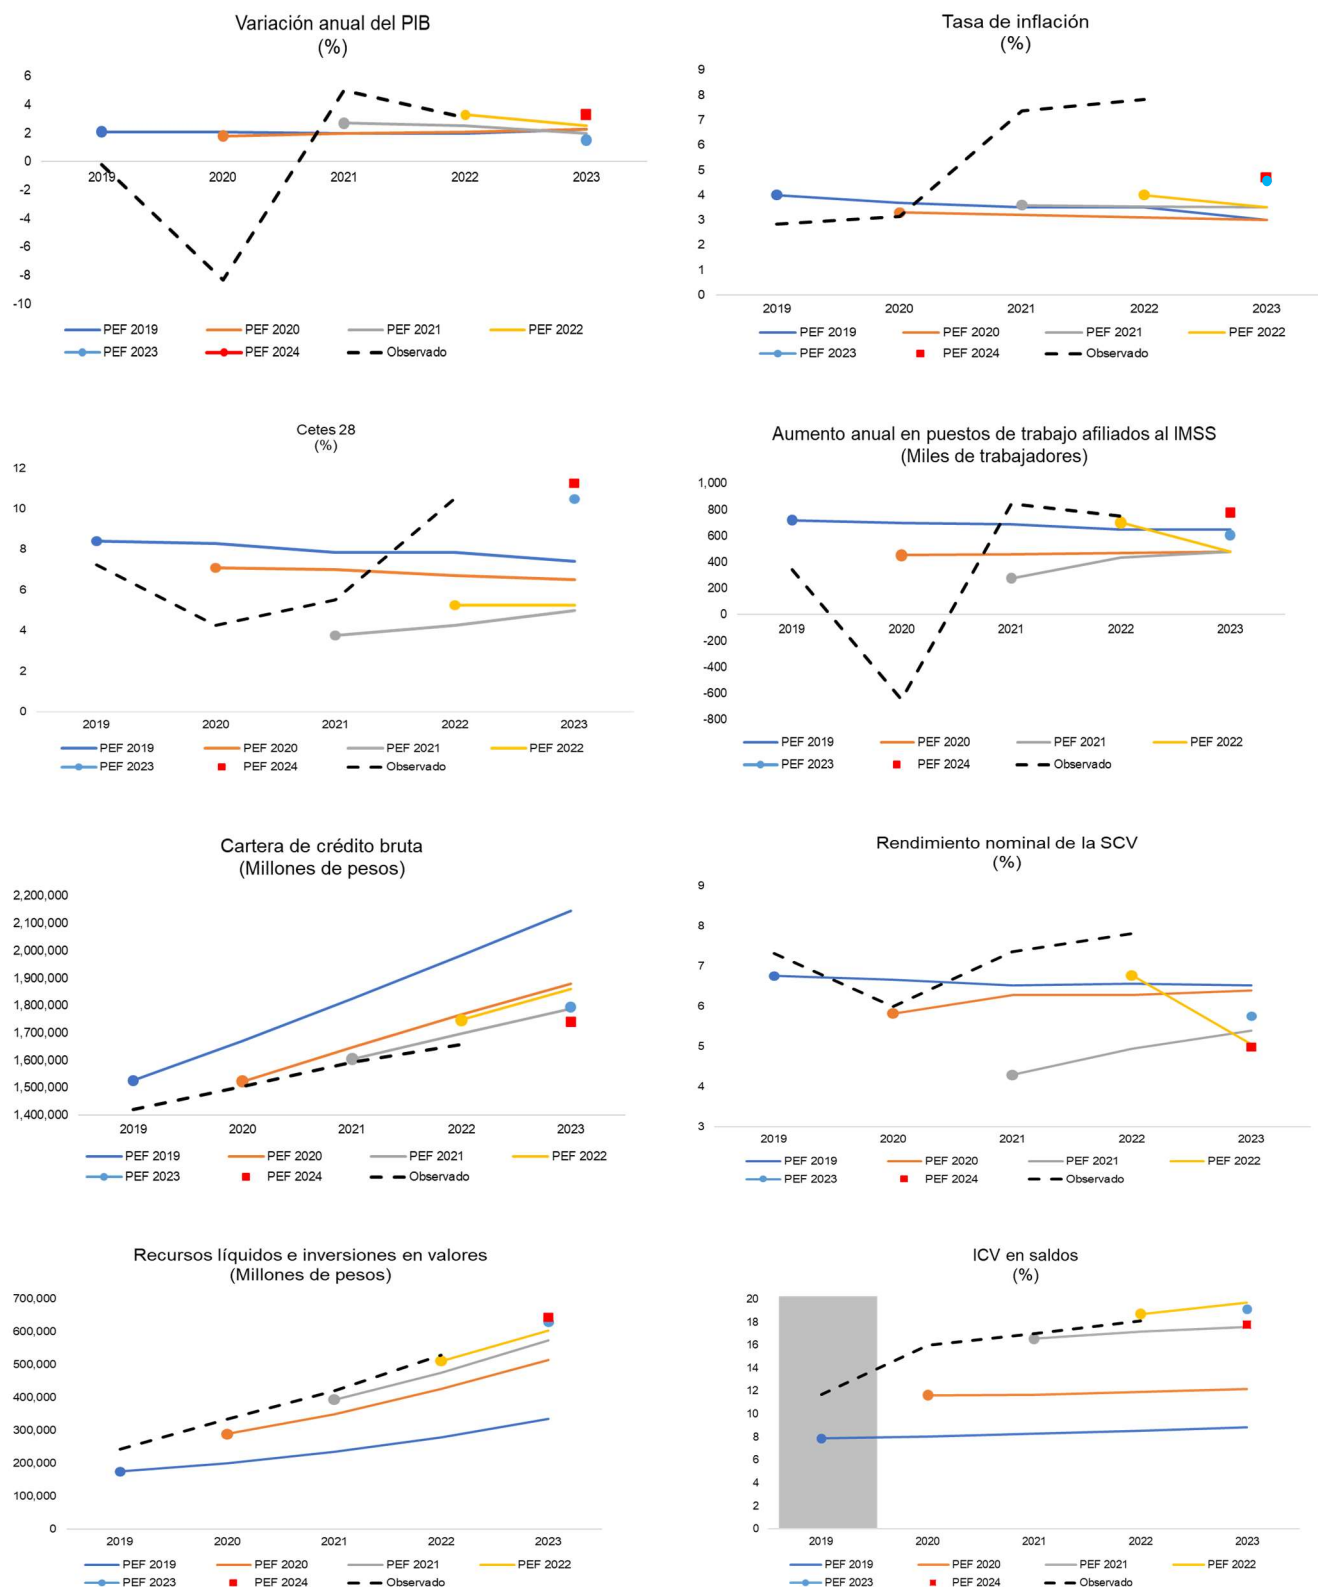 Variación anual del PIB
(%)
6
4
2
0
-2
-4
-6
-8
-10
2019 2020 2021 2022 2023
PEF 2019 PEF 2020 PEF 2021 PEF 2022
PEF 2023 PEF 2024 Observado
Tasa de inflación
(%)
9
8
7
6
5
4
3
2
1
0
2019 2020 2021 2022 2023
PEF 2019 PEF 2020 PEF 2021 PEF 2022
PEF 2023 PEF 2024 Observado
Cetes 28
(%)
12
10
8
6
4
2
0
2019 2020 2021 2022 2023
PEF 2019 PEF 2020 PEF 2021 PEF 2022
PEF 2023 PEF 2024 Observado
Aumento anual en puestos de trabajo afiliados al IMSS
(Miles de trabajadores)
1,000
800
600
400
200
0
-200
-400
-600
-800
2019 2020 2021 2022 2023
PEF 2019 PEF 2020 PEF 2021 PEF 2022
PEF 2023 PEF 2024 Observado
Cartera de crédito bruta
(Millones de pesos)
2,200,000
2,100,000
2,000,000
1,900,000
1,800,000
1,700,000
1,600,000
1,500,000
1,400,000
2019 2020 2021 2022 2023
PEF 2019 PEF 2020 PEF 2021 PEF 2022
PEF 2023 PEF 2024 Observado
Rendimiento nominal de la SCV
(%)
9
8
7
6
5
4
3
2019 2020 2021 2022 2023
PEF 2019 PEF 2020 PEF 2021 PEF 2022
PEF 2023 PEF 2024 Observado
Recursos líquidos e inversiones en valores
(Millones de pesos)
700,000
600,000
500,000
400,000
300,000
200,000
100,000
0
2019 2020 2021 2022 2023
PEF 2019 PEF 2020 PEF 2021 PEF 2022
PEF 2023 PEF 2024 Observado
ICV en saldos
(%)
20
18
16
14
12
10
8
6
4
2
0
2019 2020 2021 2022 2023
PEF 2019 PEF 2020 PEF 2021 PEF 2022
PEF 2023 PEF 2024 Observado